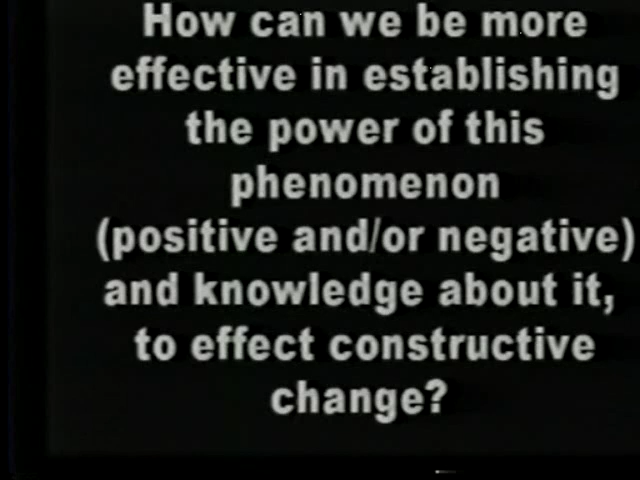 How can we be more
effective in establishing
the power of this
phenomenon
(positive and/or negative)
and knowledge about it,
to effect constructive
change?